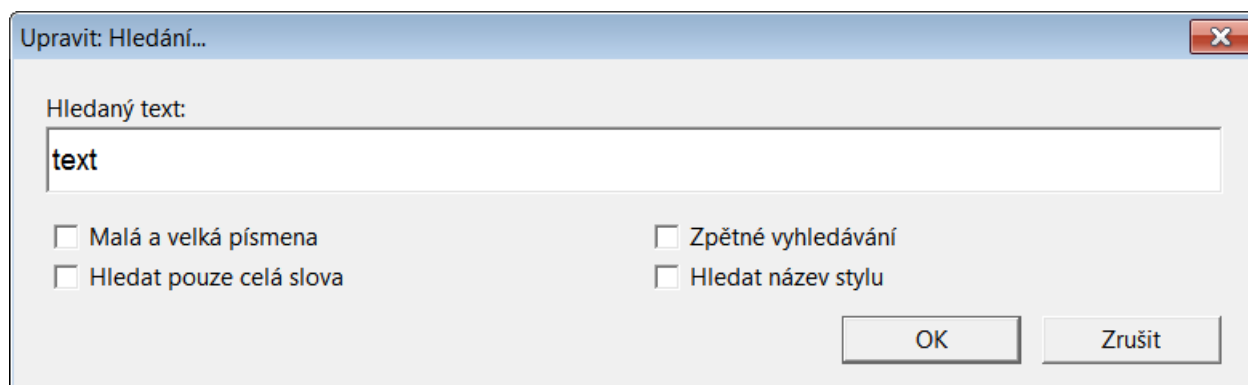 Upravit: Hledání...
Hledaný text:
text
Malá a velká písmena
Zpětné vyhledávání
Hledat pouze celá slova
Hledat název stylu
OK
Zrušit